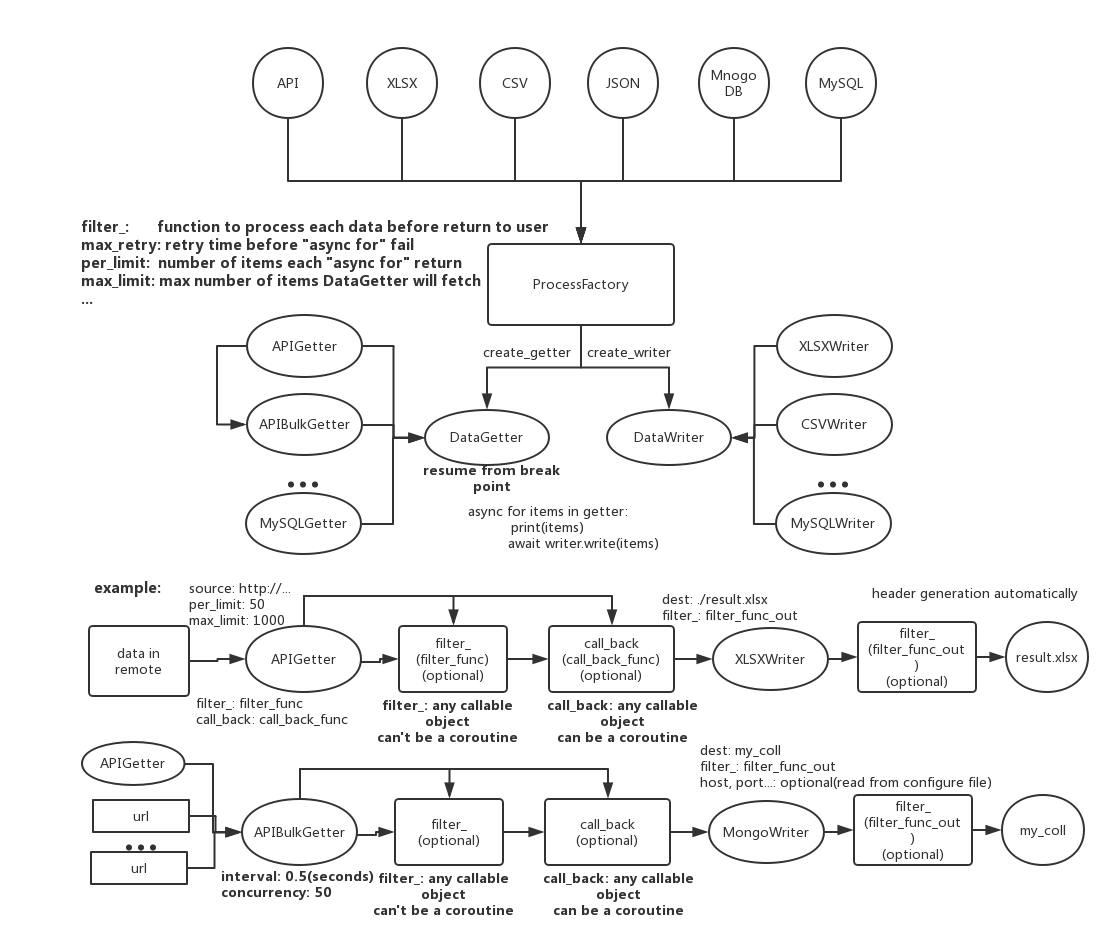 API
XLSX
CSV
JSON
Mnogo
DB
MySQL
filter_: function to process each data before return to user
max_retry: retry time before "async for" fail
per_limit: number of items each "async for" return
max_limit: max number of items DataGetter will fetch
...
ProcessFactory
create_getter
create_writer
APIGetter
APIBulkGetter
MySQLGetter
DataGetter
resume from break
point
DataWriter
XLSXWriter
CSVWriter
MySQLWriter
async for items in getter:
print(items)
await writer.write(items)
example:
source: http://...
per_limit: 50
max_limit: 1000
data in
remote
APIGetter
filter_: filter_func
call_back: call_back_func
filter_
(filter_func)
(optional)
filter_: any callable
object
can't be a coroutine
call_back
(call_back_func)
(optional)
call_back: any callable
object
can be a coroutine
dest: ./result.xlsx
filter_: filter_func_out
XLSXWriter
header generation automatically
filter_
(filter_func_out
)
(optional)
result.xlsx
APIGetter
url
url
APIBulkGetter
interval: 0.5(seconds)
concurrency: 50
filter_
(optional)
filter_: any callable
object
can't be a coroutine
call_back
(optional)
call_back: any callable
object
can be a coroutine
dest: my_coll
filter_: filter_func_out
host, port...: optional(read from configure file)
MongoWriter
filter_
(filter_func_out
)
(optional)
my_coll